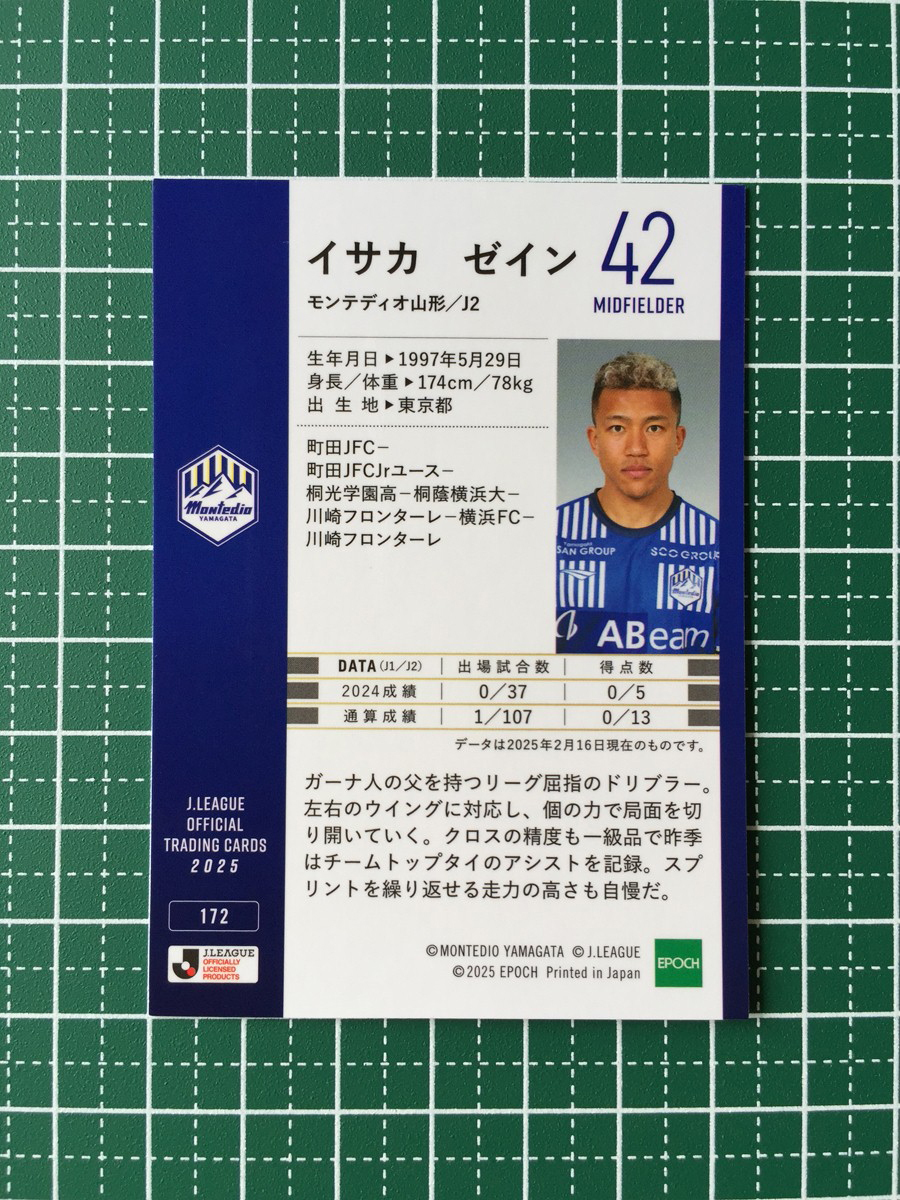 イサカ ゼイン
42
MIDFIELDER
モンテディオ山形／J2
生年月日▶1997年5月29日
身長／体重▶174cm／78kg
出生地▶東京都
町田JFC−
町田JFCJrユース−
桐光学園高−桐蔭横浜大−
川崎フロンターレ−横浜FC−
川崎フロンターレ
Montedio
YAMAGATA
SAN GROUP
SCO GROUP
ABeam
DATA（J1／J2） 出場試合数 得点数
2024成績 0／37 0／5
通算成績 1／107 0／13
データは2025年2月16日現在のものです。
ガーナ人の父を持つリーグ屈指のドリブラー。
左右のウイングに対応し、個の力で局面を切
り開いていく。クロスの精度も一級品で昨季
はチームトップタイのアシストを記録。スプ
リントを繰り返せる走力の高さも自慢だ。
J.LEAGUE
OFFICIAL
TRADING CARDS
2025
172
J.LEAGUE
OFFICIALLY
LICENSED
PRODUCTS
©MONTEDIO YAMAGATA ©J.LEAGUE
©2025 EPOCH Printed in Japan
EPOCH